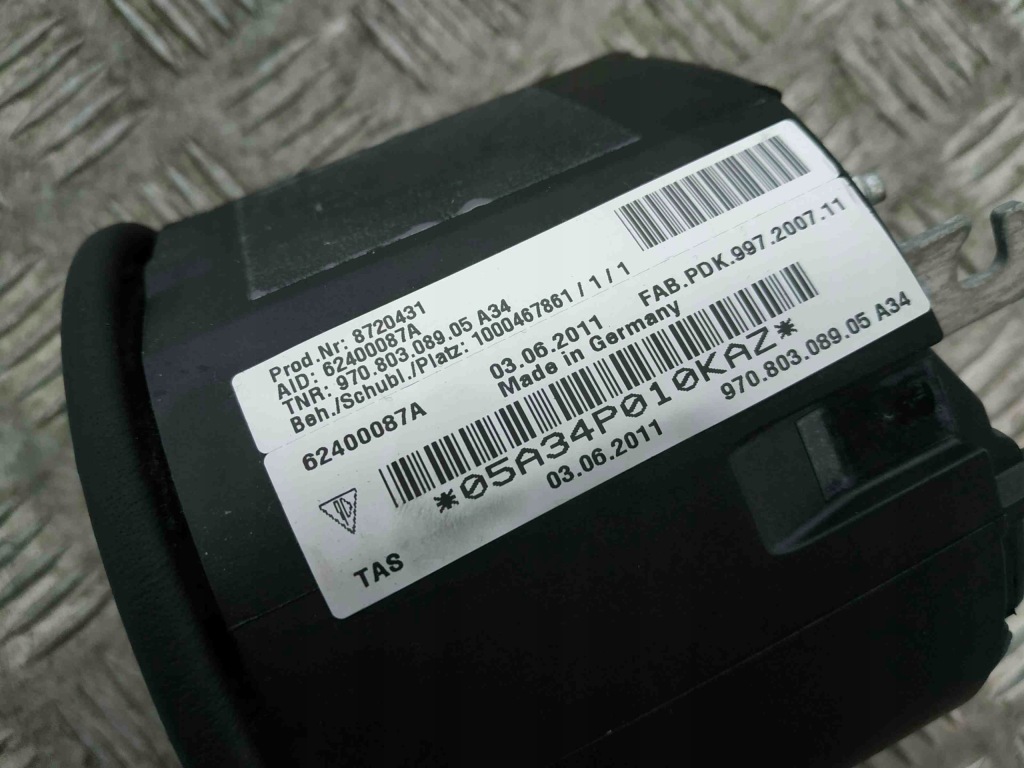 Prod.Nr: 8720431
AID: 62400087A
TNR: 970.803.089.05 A34
Beh./Schubl./Platz: 1000467861 / 1 / 1
03.06.2011
FAB.PDK.997.2007.11
62400087A
Made in Germany
*05A34P010KAZ*
03.06.2011
970.803.089.05 A34
TAS